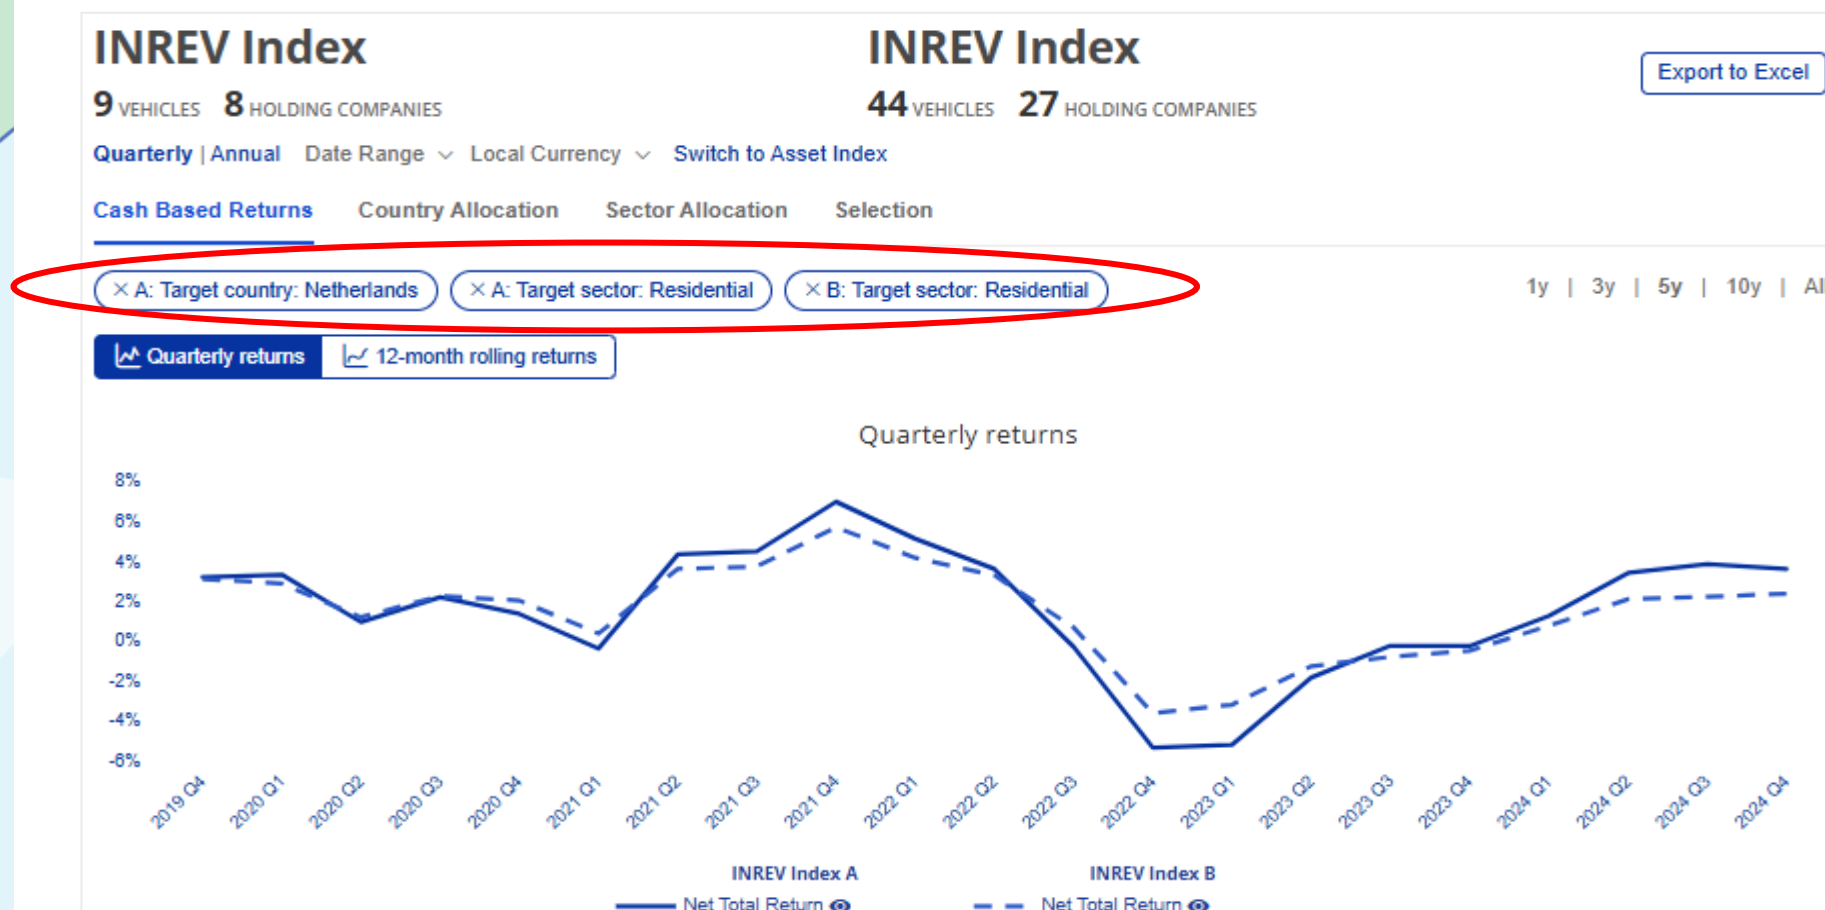 INREV Index
INREV Index
Export to Excel
9 VEHICLES 8 HOLDING COMPANIES
44 VEHICLES 27 HOLDING COMPANIES
Quarterly | Annual Date Range Local Currency Switch to Asset Index
Cash Based Returns Country Allocation Sector Allocation Selection
× A: Target country: Netherlands × A: Target sector: Residential × B: Target sector: Residential
1y | 3y | 5y | 10y |
Quarterly returns 12-month rolling returns
Quarterly returns
8%
6%
4%
2%
0%
-2%
-4%
-6%
2019 Q4 2020 Q1 2020 Q2 2020 Q3 2020 Q4 2021 Q1 2021 Q2 2021 Q3 2021 Q4 2022 Q1 2022 Q2 2022 Q3 2022 Q4 2023 Q1 2023 Q2 2023 Q3 2023 Q4 2024 Q1 2024 Q2 2024 Q3 2024 Q4
INREV Index A INREV Index B
Net Total Return Net Total Return